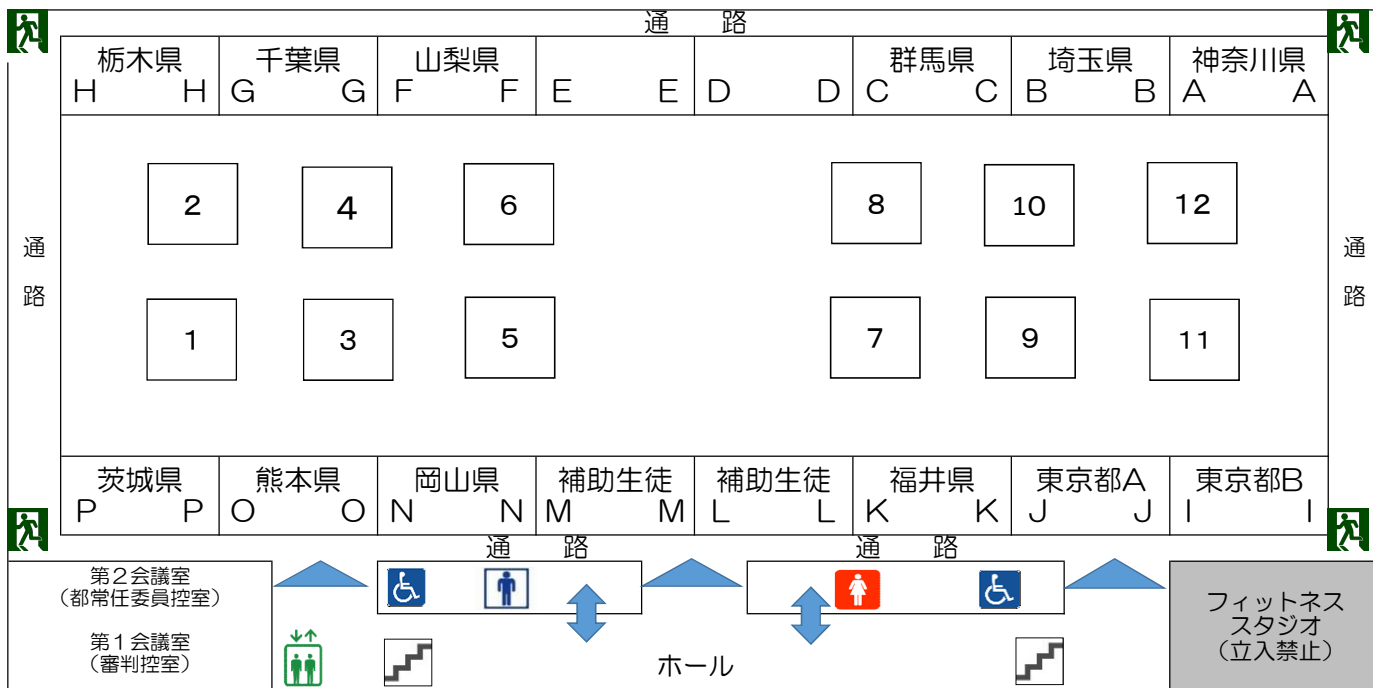 通 路
栃木県 千葉県 山梨県 群馬県 埼玉県 神奈川県
H H G G F F E E D D C C B B A A
2 4 6 8 10 12
通路 通路
1 3 5 7 9 11
茨城県 熊本県 岡山県 補助生徒 補助生徒 福井県 東京都A 東京都B
P P O O N N M M L L K K J J I I
通 路 通 路
第2会議室
(都常任委員控室)
第1会議室
(審判控室)
ホール
フィットネス
スタジオ
(立入禁止)